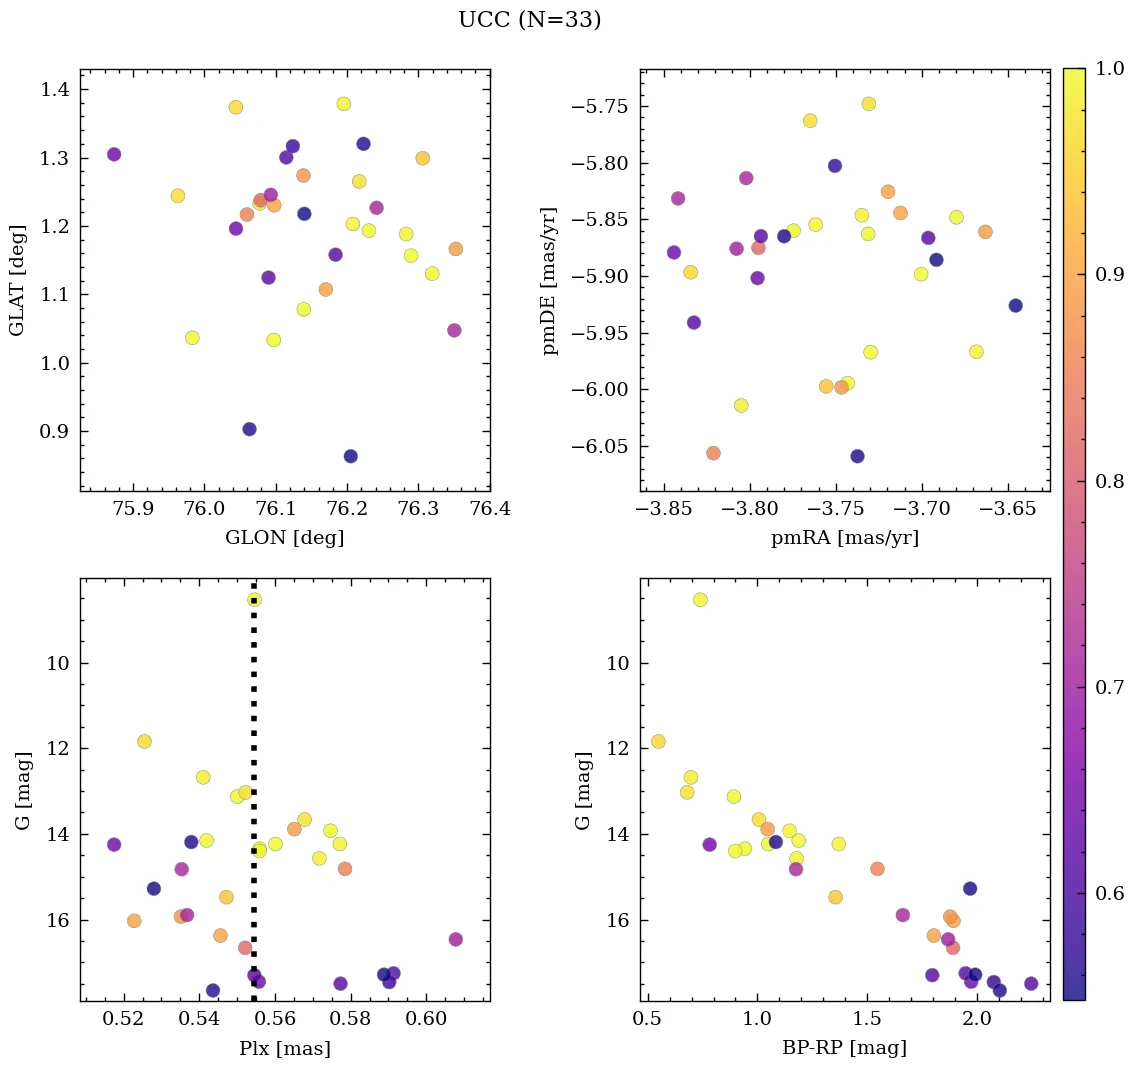 UCC (N=33)
1.4
1.3
1.2
1.1
1.0
0.9
GLAT [deg]
75.9 76.0 76.1 76.2 76.3 76.4
GLON [deg]
−5.75
−5.80
−5.85
−5.90
−5.95
−6.00
−6.05
pmDE [mas/yr]
−3.85 −3.80 −3.75 −3.70 −3.65
pmRA [mas/yr]
10
12
14
16
G [mag]
0.52 0.54 0.56 0.58 0.60
Plx [mas]
10
12
14
16
G [mag]
0.5 1.0 1.5 2.0
BP-RP [mag]
1.0
0.9
0.8
0.7
0.6